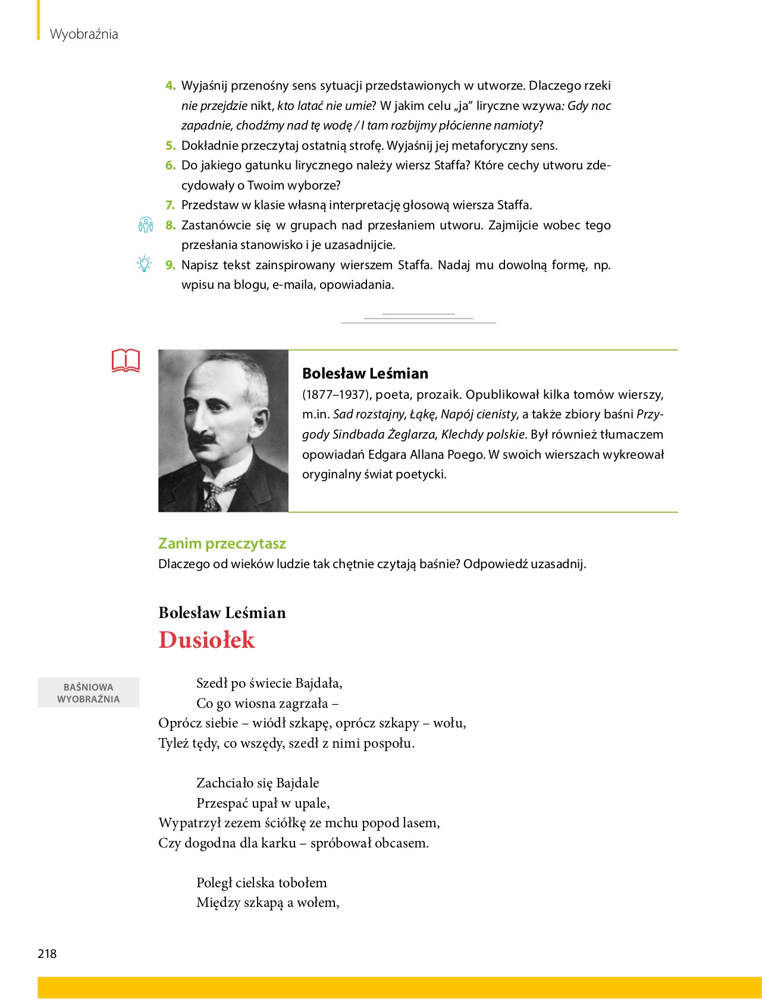 Wyobraźnia
4. Wyjaśnij przenośny sens sytuacji przedstawionych w utworze. Dlaczego rzeki
nie przejdzie nikt, kto latać nie umie? W jakim celu „ja” liryczne wzywa: Gdy noc
zapadnie, chodźmy nad tę wodę / I tam rozbijmy płócienne namioty?
5. Dokładnie przeczytaj ostatnią strofę. Wyjaśnij jej metaforyczny sens.
6. Do jakiego gatunku lirycznego należy wiersz Staffa? Które cechy utworu zde-
cydowały o Twoim wyborze?
7. Przedstaw w klasie własną interpretację głosową wiersza Staffa.
8. Zastanówcie się w grupach nad przesłaniem utworu. Zajmijcie wobec tego
przesłania stanowisko i je uzasadnijcie.
9. Napisz tekst zainspirowany wierszem Staffa. Nadaj mu dowolną formę, np.
wpisu na blogu, e-maila, opowiadania.
Bolesław Leśmian
(1877–1937), poeta, prozaik. Opublikował kilka tomów wierszy,
m.in. Sad rozstajny, Łąkę, Napój cienisty, a także zbiory baśni Przy-
gody Sindbada Żeglarza, Klechdy polskie. Był również tłumaczem
opowiadań Edgara Allana Poego. W swoich wierszach wykreował
oryginalny świat poetycki.
Zanim przeczytasz
Dlaczego od wieków ludzie tak chętnie czytają baśnie? Odpowiedź uzasadnij.
Bolesław Leśmian
Dusiołek
BAŚNIOWA
WYOBRAŹNIA
Szedł po świecie Bajdała,
Co go wiosna zagrzała –
Oprócz siebie – wiódł szkapę, oprócz szkapy – wołu,
Tyleż tędy, co wszędy, szedł z nimi pospołu.
Zachciało się Bajdale
Przespać upał w upale,
Wypatrzył zezem ściółkę ze mchu popod lasem,
Czy dogodna dla karku – spróbował obcasem.
Poległ cielska tobołem
Między szkapą a wołem,
218